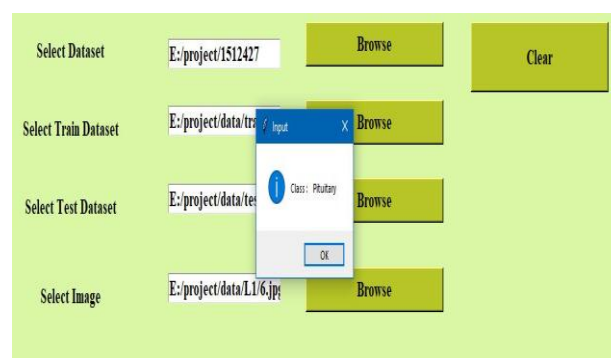 Select Dataset E:/project/1512427 Browse Clear
Select Train Dataset E:/project/data/tra Browse
Input X
Class : Pituitary
Select Test Dataset E:/project/data/tes Browse
OK
Select Image E:/project/data/L1/6.jpg Browse